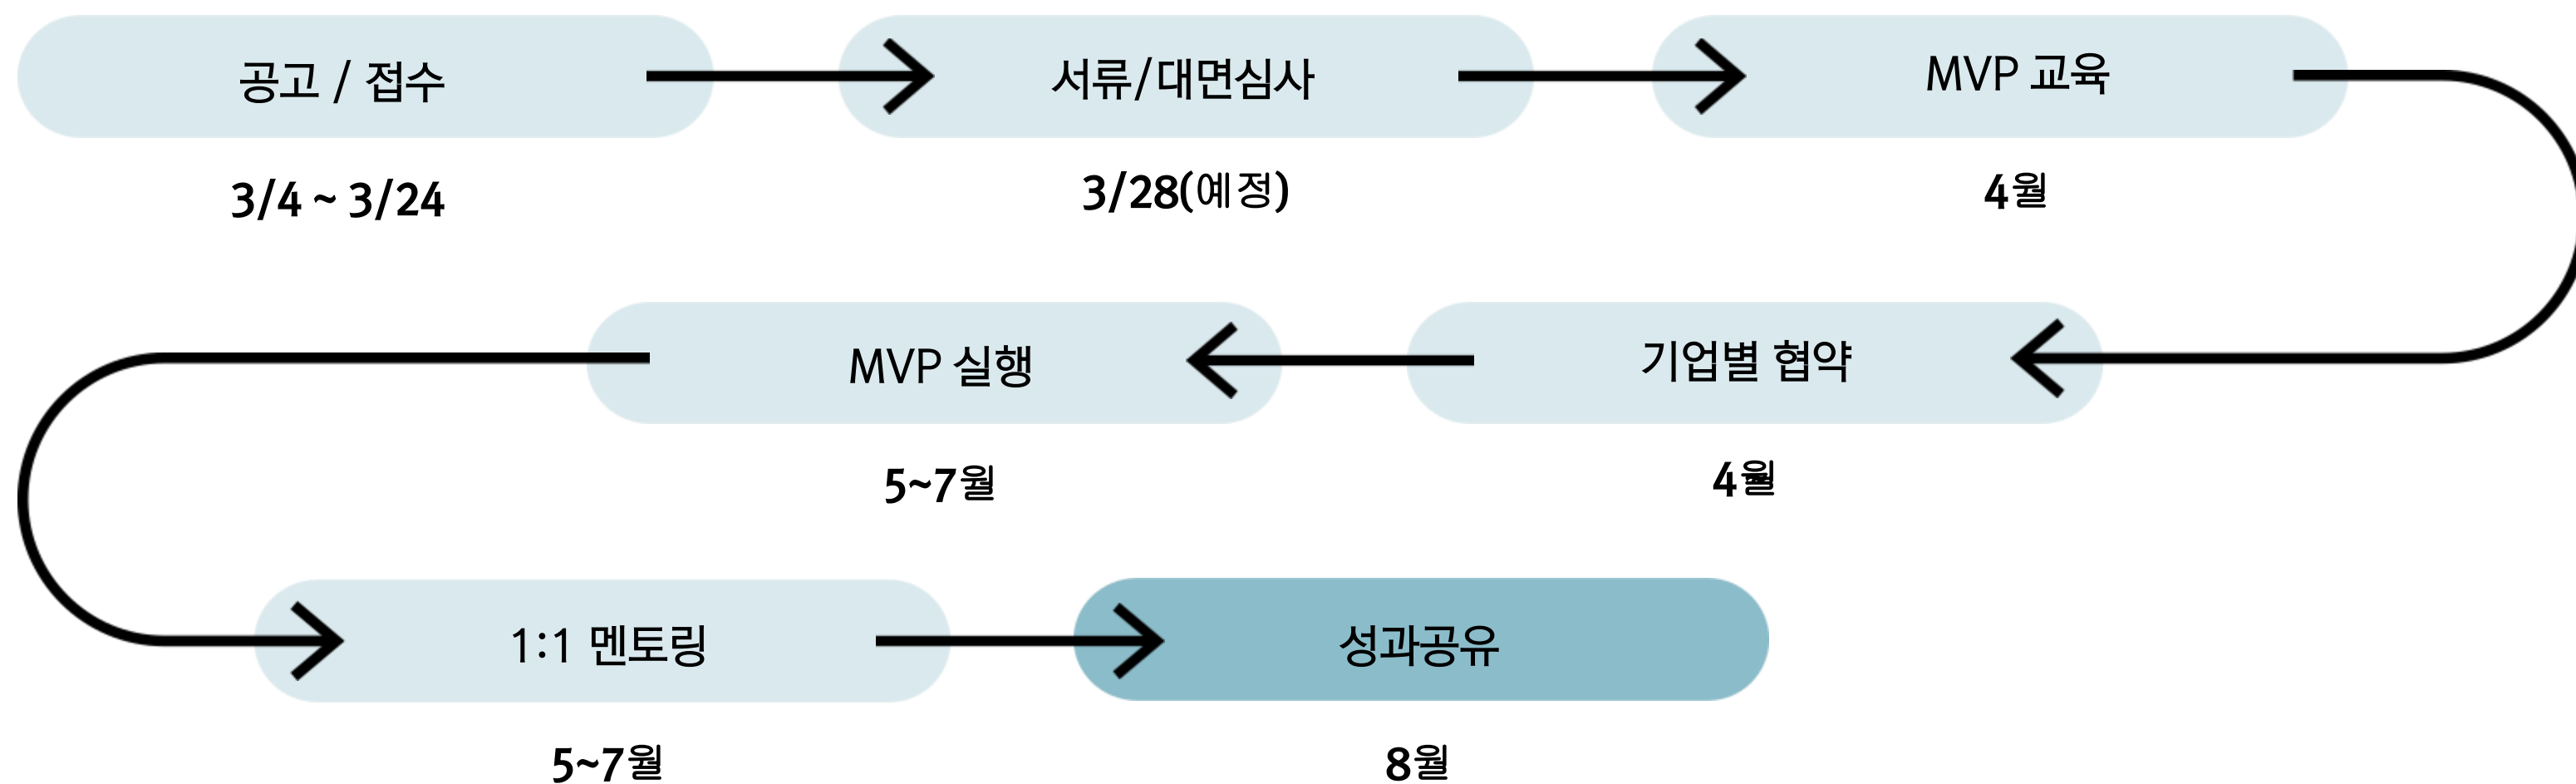 공고 / 접수
3/4 ~ 3/24
서류/대면심사
3/28(예정)
MVP 교육
4월
기업별 협약
4월
MVP 실행
5~7월
1:1 멘토링
5~7월
성과공유
8월